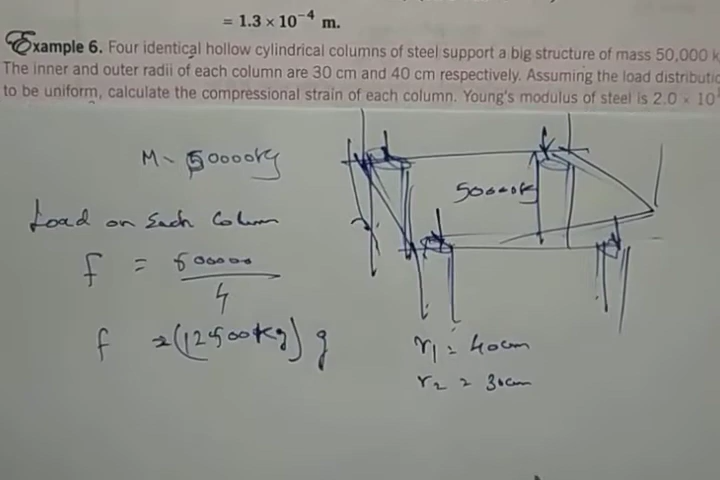 = 1.3 × 10⁻⁴ m.
Example 6. Four identical hollow cylindrical columns of steel support a big structure of mass 50,000 k
The inner and outer radii of each column are 30 cm and 40 cm respectively. Assuming the load distributio
to be uniform, calculate the compressional strain of each column. Young's modulus of steel is 2.0 × 10
M ~ 50000kg
50000kg
Load on Each Column
f =
4
f = (12500kg) g
r₁ = 40cm
r₂ = 30cm